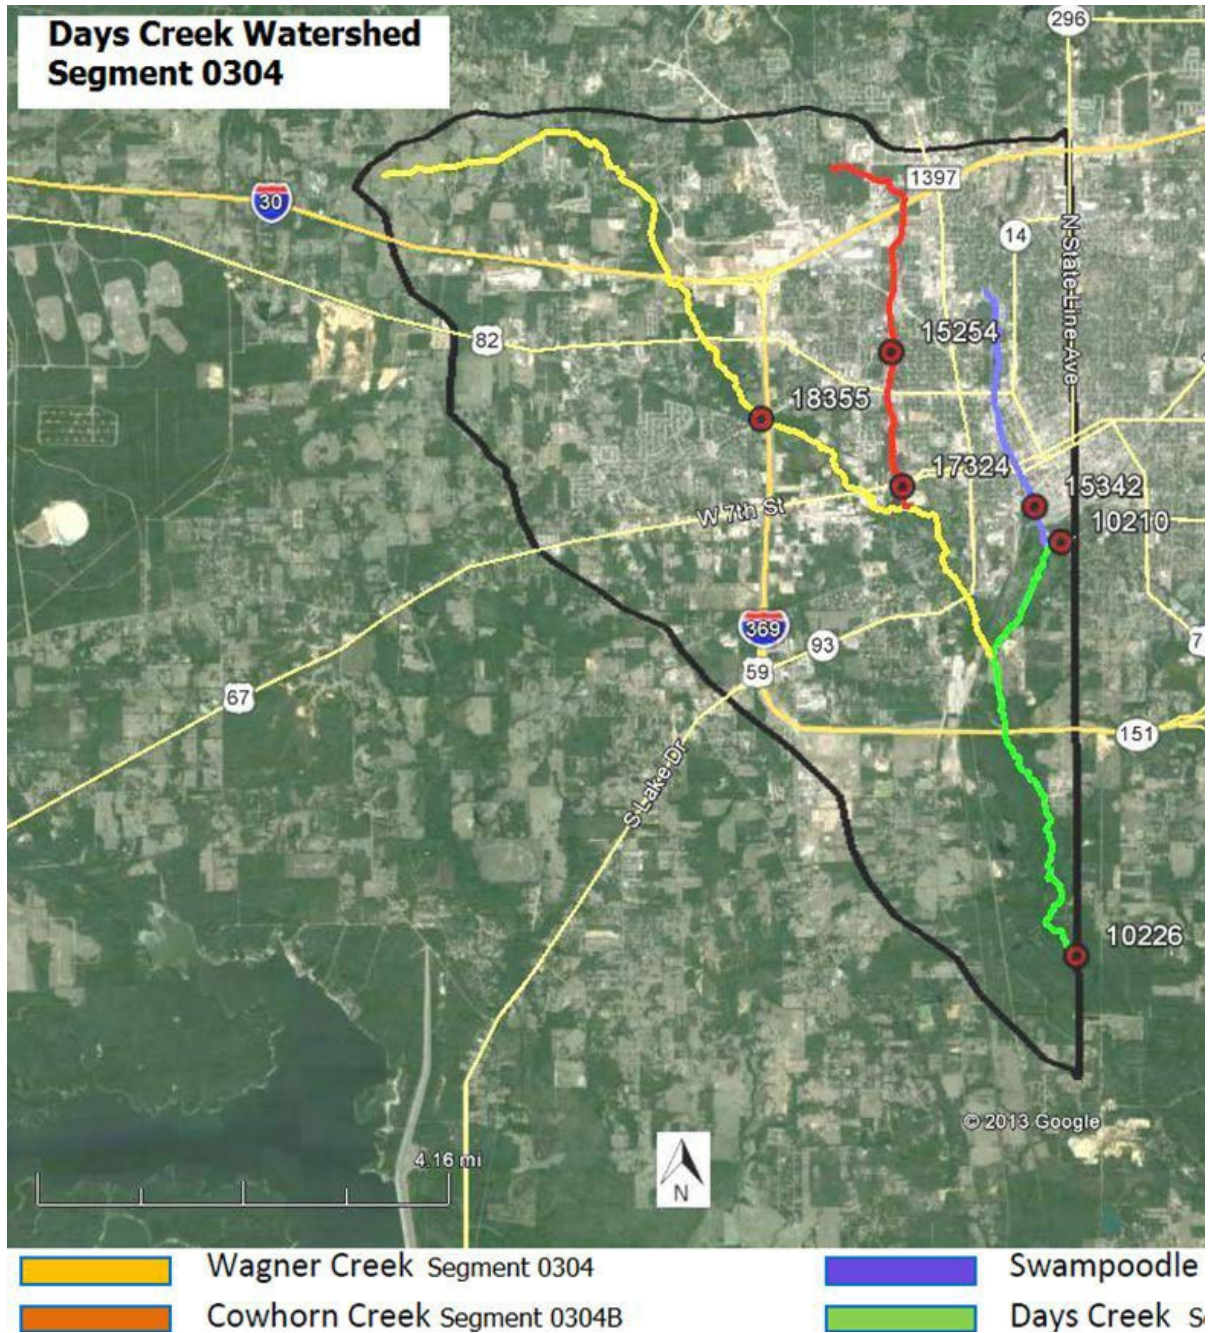 Days Creek Watershed
Segment 0304
296
1397
30
14
N State Line Ave
82
15254
18355
17324
15342
W 7th St
10210
369
93
7
59
67
151
S Lake Dr
10226
© 2013 Google
4.16 mi
N
Wagner Creek Segment 0304
Swampoodle
Cowhorn Creek Segment 0304B
Days Creek